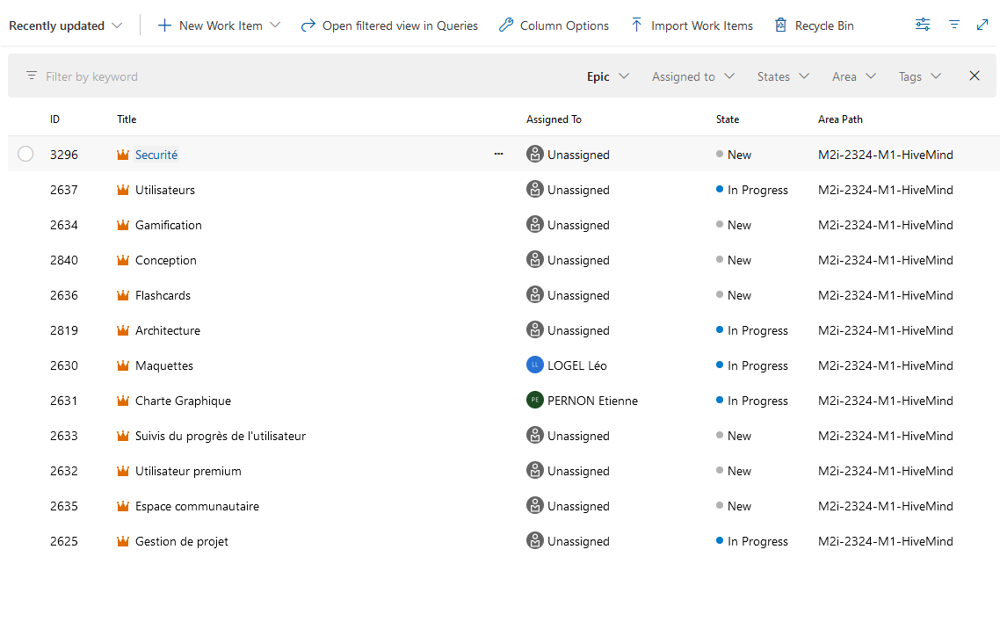 Recently updated New Work Item Open filtered view in Queries Column Options Import Work Items Recycle Bin
Filter by keyword Epic Assigned to States Area Tags
ID Title Assigned To State Area Path
3296 Securité Unassigned New M2i-2324-M1-HiveMind
2637 Utilisateurs Unassigned In Progress M2i-2324-M1-HiveMind
2634 Gamification Unassigned New M2i-2324-M1-HiveMind
2840 Conception Unassigned New M2i-2324-M1-HiveMind
2636 Flashcards Unassigned New M2i-2324-M1-HiveMind
2819 Architecture Unassigned In Progress M2i-2324-M1-HiveMind
2630 Maquettes LL LOGEL Léo In Progress M2i-2324-M1-HiveMind
2631 Charte Graphique PE PERNON Etienne In Progress M2i-2324-M1-HiveMind
2633 Suivis du progrès de l'utilisateur Unassigned New M2i-2324-M1-HiveMind
2632 Utilisateur premium Unassigned New M2i-2324-M1-HiveMind
2635 Espace communautaire Unassigned New M2i-2324-M1-HiveMind
2625 Gestion de projet Unassigned In Progress M2i-2324-M1-HiveMind